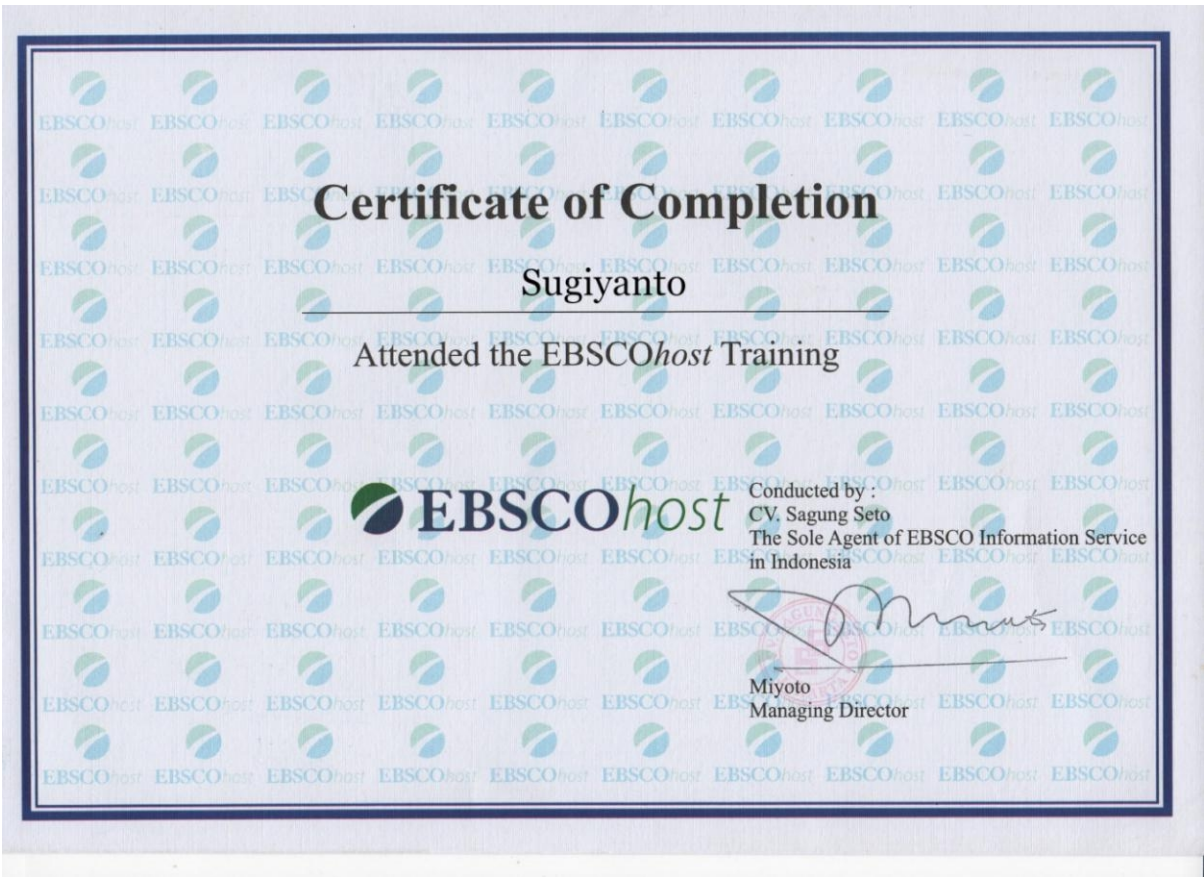 Certificate of Completion
Sugiyanto
Attended the EBSCOhost Training
EBSCOhost
Conducted by :
CV. Sagung Seto
The Sole Agent of EBSCO Information Service
in Indonesia
Miyoto
Managing Director